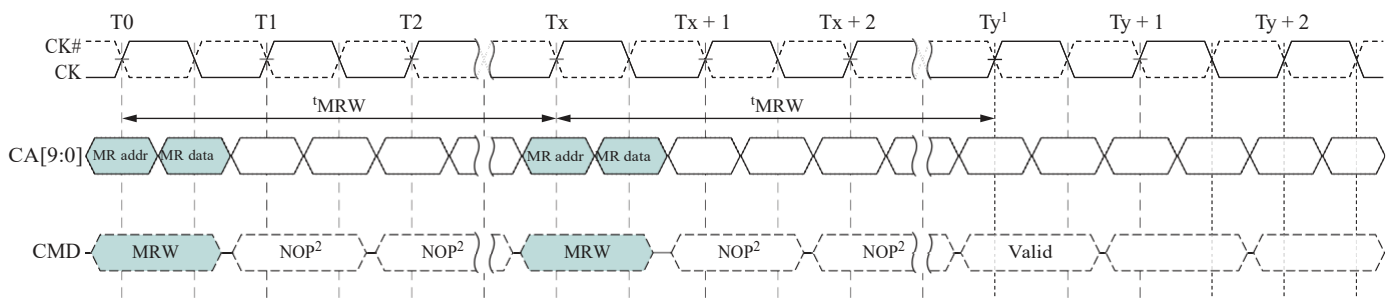 T0 T1 T2 Tx Tx + 1 Tx + 2 Ty¹ Ty + 1 Ty + 2
CK#
CK
ᵗMRW ᵗMRW
CA[9:0] MR addr MR data MR addr MR data
CMD MRW NOP² NOP² MRW NOP² NOP² Valid